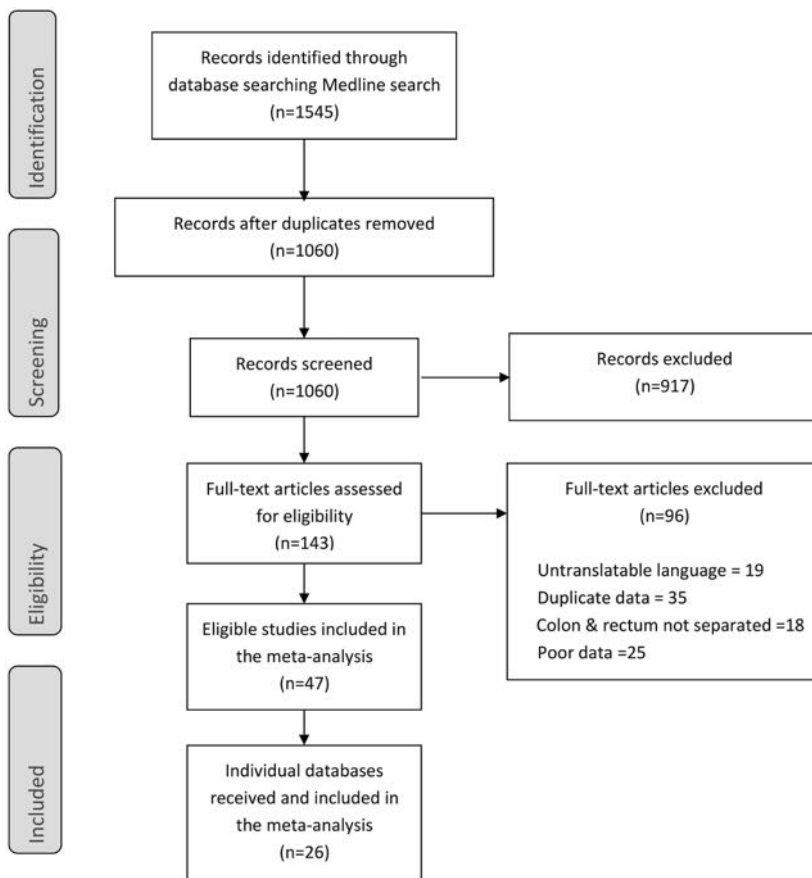 Identification
Records identified through
database searching Medline search
(n=1545)
Records after duplicates removed
(n=1060)
Screening
Records screened
(n=1060)
Records excluded
(n=917)
Eligibility
Full-text articles assessed
for eligibility
(n=143)
Full-text articles excluded
(n=96)
Untranslatable language = 19
Duplicate data = 35
Colon & rectum not separated =18
Poor data =25
Eligible studies included in
the meta-analysis
(n=47)
Included
Individual databases
received and included in
the meta-analysis
(n=26)